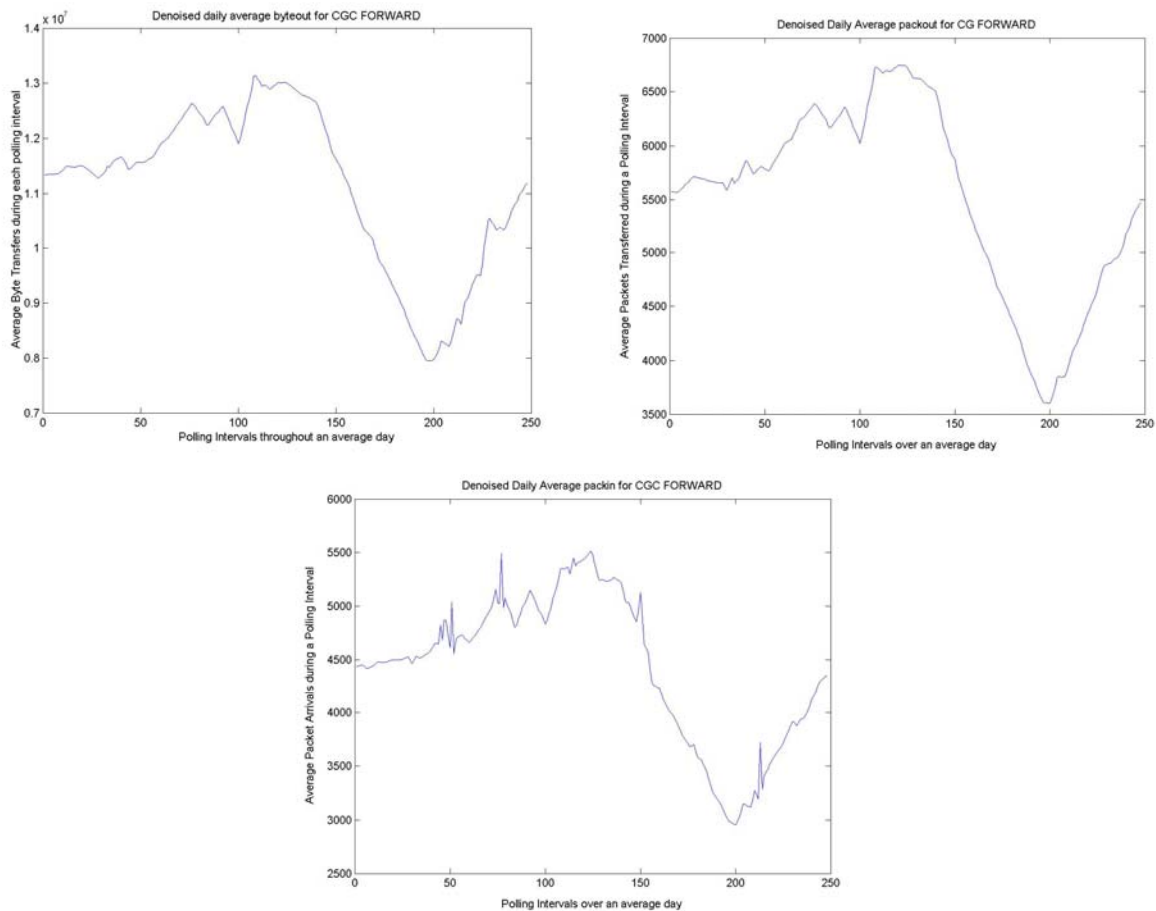 Denoised daily average byteout for CGC FORWARD
x 10^7
1.4
1.3
1.2
1.1
1
0.9
0.8
0.7
0 50 100 150 200 250
Average Byte Transfers during each polling interval
Polling Intervals throughout an average day
Denoised Daily Average packout for CG FORWARD
7000
6500
6000
5500
5000
4500
4000
3500
0 50 100 150 200 250
Average Packets Transferred during a Polling Interval
Polling Intervals over an average day
Denoised Daily Average packin for CGC FORWARD
6000
5500
5000
4500
4000
3500
3000
2500
0 50 100 150 200 250
Average Packet Arrivals during a Polling Interval
Polling Intervals over an average day